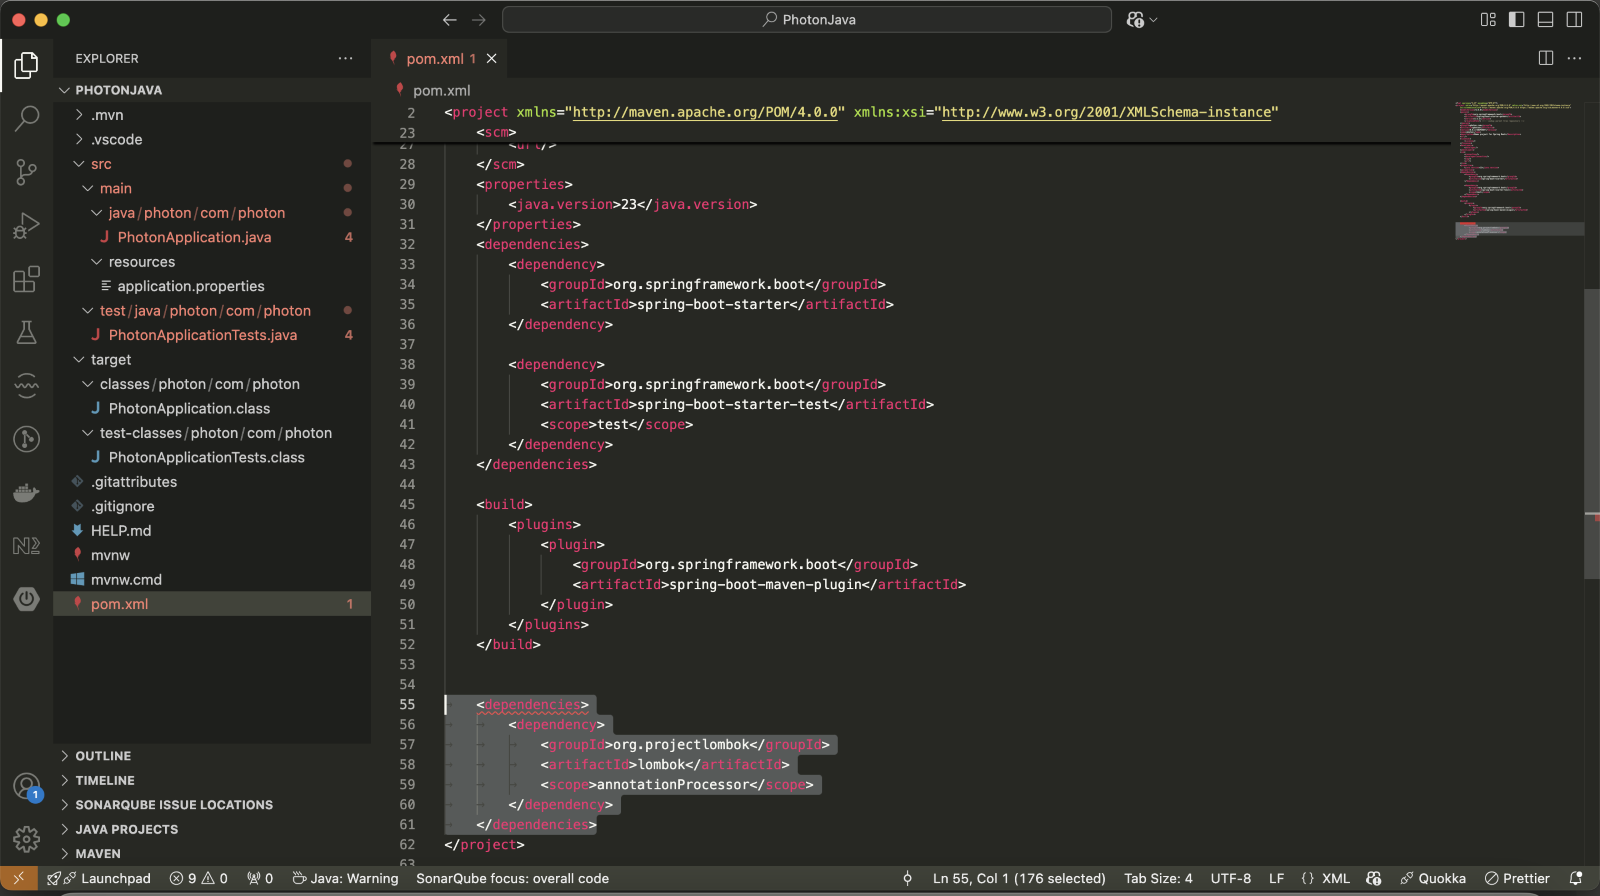 PhotonJava
EXPLORER
pom.xml 1
PHOTONJAVA
.mvn
.vscode
src
main
java/photon/com/photon
PhotonApplication.java 4
resources
application.properties
test/java/photon/com/photon
J PhotonApplicationTests.java 4
target
classes/photon/com/photon
J PhotonApplication.class
test-classes/photon/com/photon
J PhotonApplicationTests.class
.gitattributes
.gitignore
HELP.md
mvnw
mvnw.cmd
pom.xml 1
OUTLINE
TIMELINE
SONARQUBE ISSUE LOCATIONS
JAVA PROJECTS
MAVEN
1
pom.xml
2 <project xmlns="http://maven.apache.org/POM/4.0.0" xmlns:xsi="http://www.w3.org/2001/XMLSchema-instance"
23 <scm>
27 <url/>
28 </scm>
29 <properties>
30 <java.version>23</java.version>
31 </properties>
32 <dependencies>
33 <dependency>
34 <groupId>org.springframework.boot</groupId>
35 <artifactId>spring-boot-starter</artifactId>
36 </dependency>
37
38 <dependency>
39 <groupId>org.springframework.boot</groupId>
40 <artifactId>spring-boot-starter-test</artifactId>
41 <scope>test</scope>
42 </dependency>
43 </dependencies>
44
45 <build>
46 <plugins>
47 <plugin>
48 <groupId>org.springframework.boot</groupId>
49 <artifactId>spring-boot-maven-plugin</artifactId>
50 </plugin>
51 </plugins>
52 </build>
53
54
55 <dependencies>
56 <dependency>
57 <groupId>org.projectlombok</groupId>
58 <artifactId>lombok</artifactId>
59 <scope>annotationProcessor</scope>
60 </dependency>
61 </dependencies>
62 </project>
63
Launchpad 9 0 0 Java: Warning SonarQube focus: overall code Ln 55, Col 1 (176 selected) Tab Size: 4 UTF-8 LF {} XML Quokka Prettier